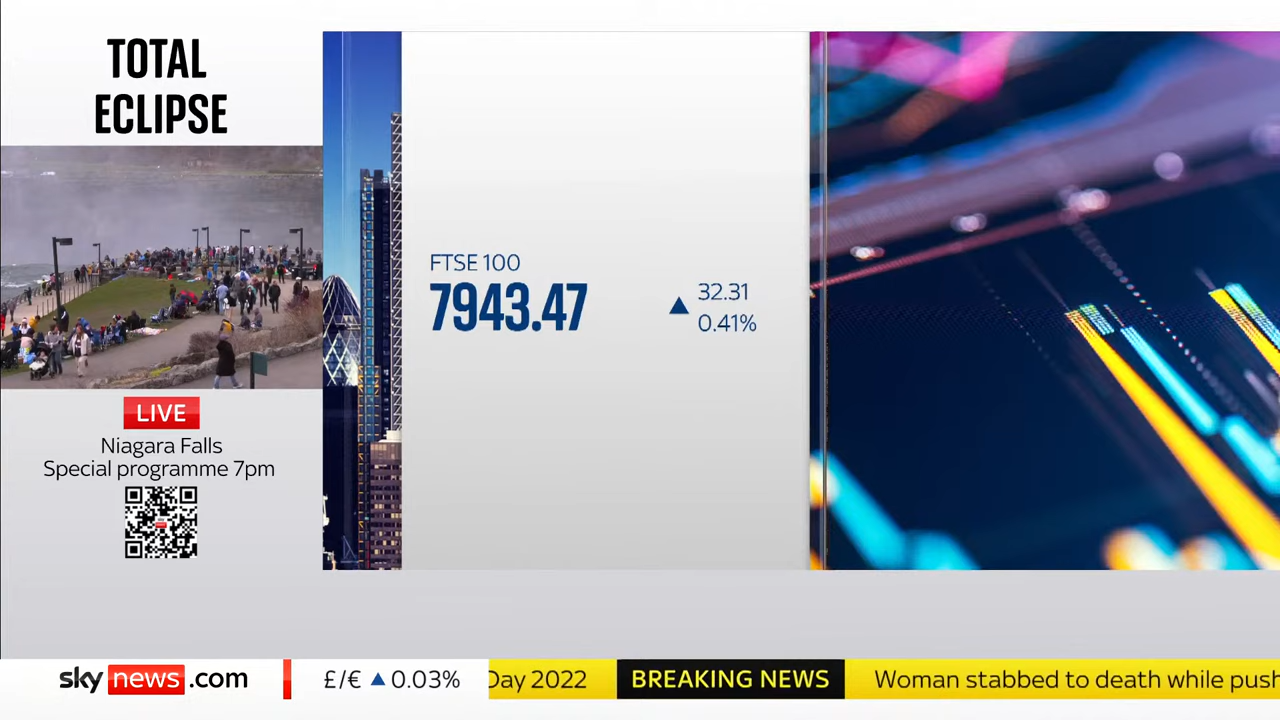 TOTAL
ECLIPSE
LIVE
Niagara Falls
Special programme 7pm
FTSE 100
7943.47
▲ 32.31
0.41%
sky news .com
£/€ ▲ 0.03%
Day 2022
BREAKING NEWS
Woman stabbed to death while push